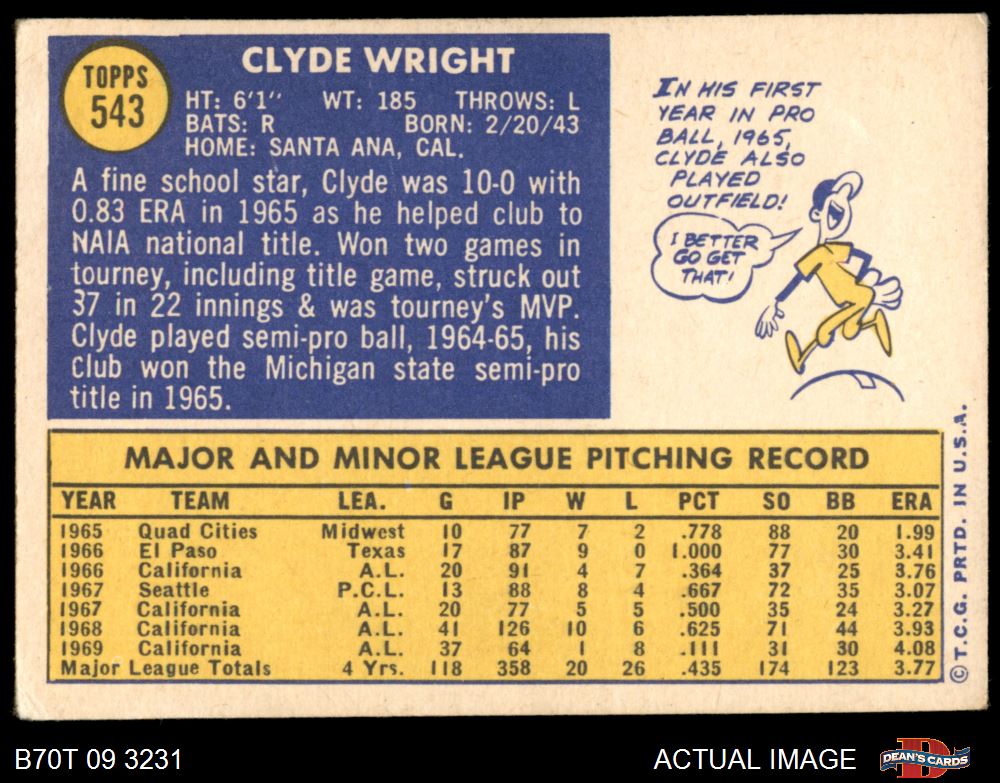 TOPPS
543
CLYDE WRIGHT
HT: 6'1" WT: 185 THROWS: L
BATS: R BORN: 2/20/43
HOME: SANTA ANA, CAL.
A fine school star, Clyde was 10-0 with
0.83 ERA in 1965 as he helped club to
NAIA national title. Won two games in
tourney, including title game, struck out
37 in 22 innings & was tourney's MVP.
Clyde played semi-pro ball, 1964-65, his
Club won the Michigan state semi-pro
title in 1965.
IN HIS FIRST
YEAR IN PRO
BALL, 1965,
CLYDE ALSO
PLAYED
OUTFIELD!
I BETTER
GO GET
THAT!
MAJOR AND MINOR LEAGUE PITCHING RECORD
YEAR TEAM LEA. G IP W L PCT SO BB ERA
1965 Quad Cities Midwest 10 77 7 2 .778 88 20 1.99
1966 El Paso Texas 17 87 9 0 1.000 77 30 3.41
1966 California A.L. 20 91 4 7 .364 37 25 3.76
1967 Seattle P.C.L. 13 88 8 4 .667 72 35 3.07
1967 California A.L. 20 77 5 5 .500 35 24 3.27
1968 California A.L. 41 126 10 6 .625 71 44 3.93
1969 California A.L. 37 64 1 8 .111 31 30 4.08
Major League Totals 4 Yrs. 118 358 20 26 .435 174 123 3.77
© T.C.G. PRTD. IN U.S.A.
B70T 09 3231
ACTUAL IMAGE
DEAN'S CARDS